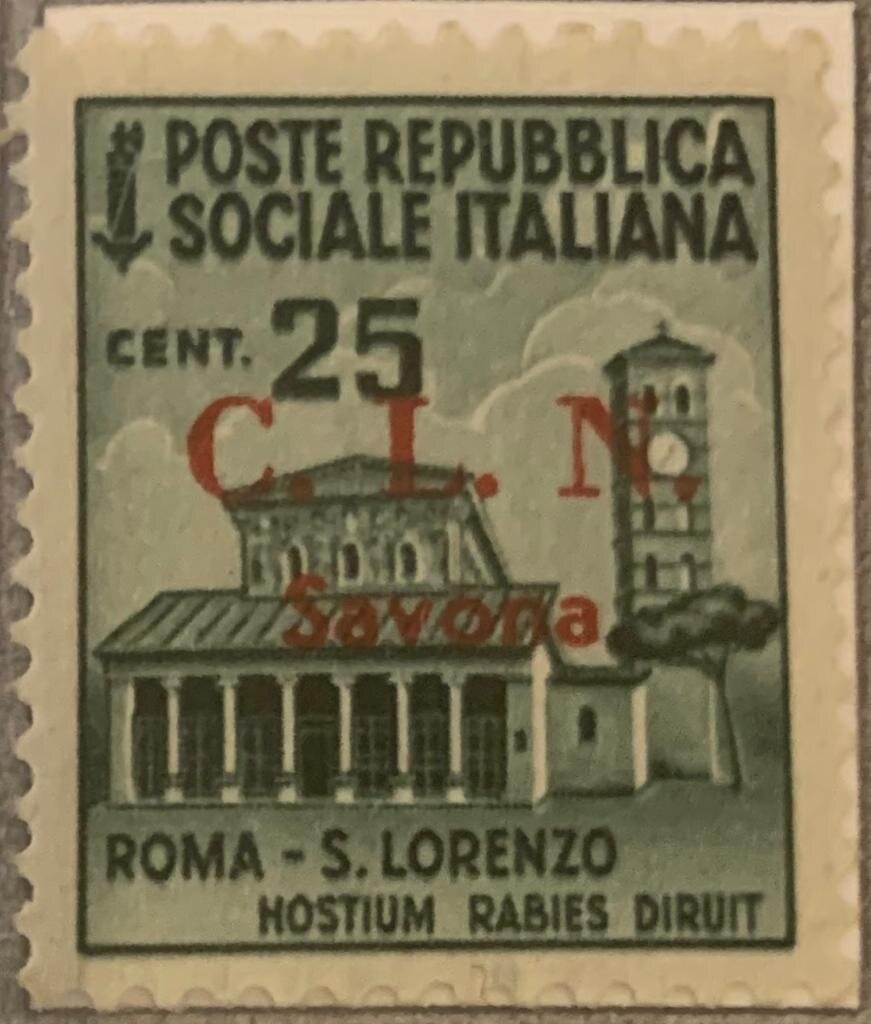 POSTE REPUBBLICA
SOCIALE ITALIANA
CENT. 25
C. L. N.
Savona
ROMA - S. LORENZO
HOSTIUM RABIES DIRUIT